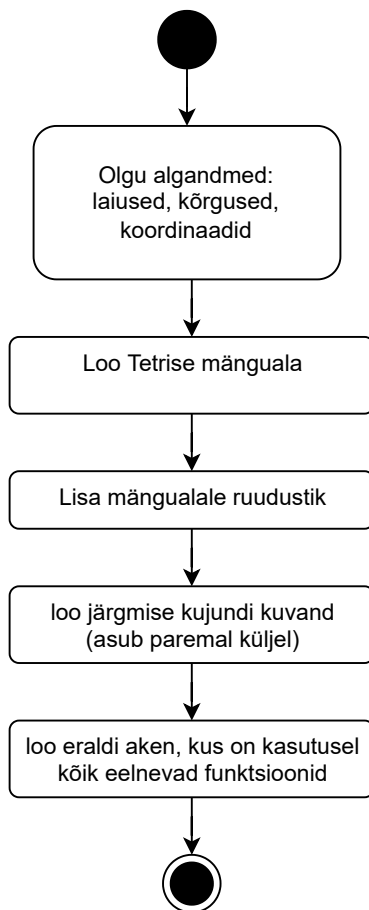 Olgu algandmed:
laiused, kõrgused,
koordinaadid
Loo Tetrise mänguala
Lisa mängualale ruudustik
loo järgmise kujundi kuvand
(asub paremal küljel)
loo eraldi aken, kus on kasutusel
kõik eelnevad funktsioonid